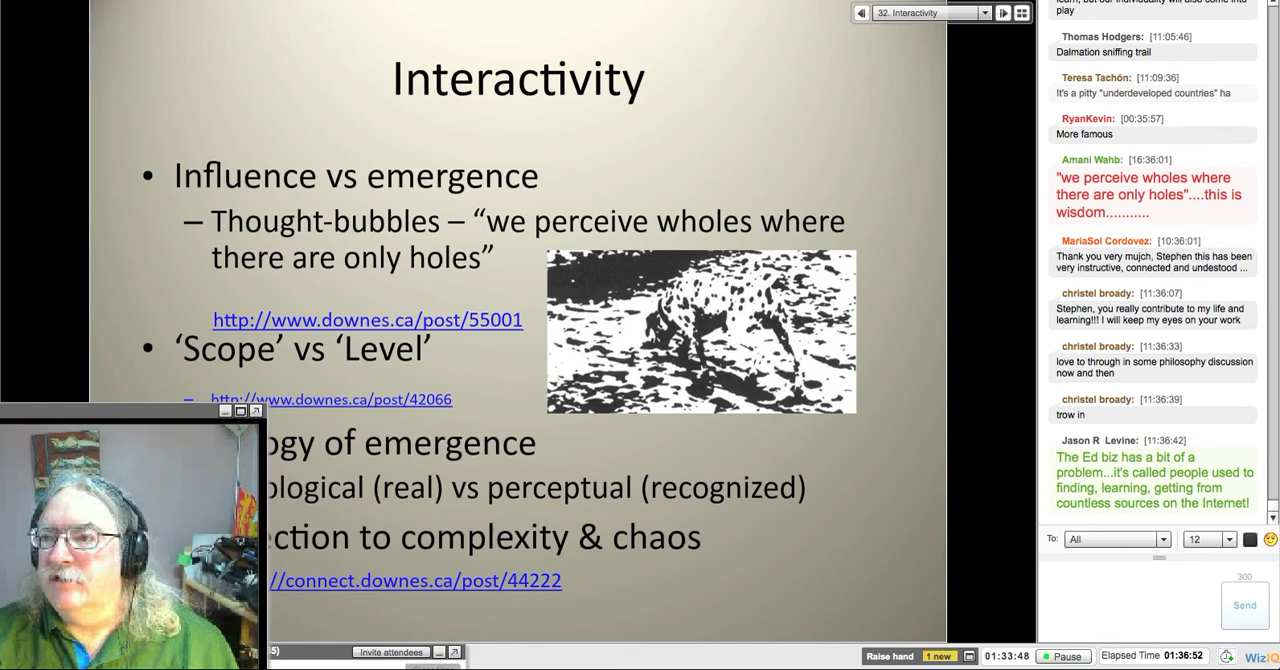 32. Interactivity
Interactivity
• Influence vs emergence
– Thought-bubbles – “we perceive wholes where
there are only holes”
http://www.downes.ca/post/55001
• ‘Scope’ vs ‘Level’
– http://www.downes.ca/post/42066
ogy of emergence
ological (real) vs perceptual (recognized)
ection to complexity & chaos
//connect.downes.ca/post/44222
Invite attendees
Raise hand
1 new
01:33:48
Pause
Elapsed Time 01:36:52
WizIQ
play
Thomas Hodgers: [11:05:46]
Dalmation sniffing trail
Teresa Tachón: [11:09:36]
It's a pitty "underdeveloped countries" ha
RyanKevin: [00:35:57]
More famous
Amani Wahb: [16:36:01]
"we perceive wholes where
there are only holes"....this is
wisdom..........
MariaSol Cordovez: [10:36:01]
Thank you very mujch, Stephen this has been
very instructive, connected and undestood ...
christel broady: [11:36:07]
Stephen, you really contribute to my life and
learning!!! I will keep my eyes on your work
christel broady: [11:36:33]
love to through in some philosophy discussion
now and then
christel broady: [11:36:39]
trow in
Jason R Levine: [11:36:42]
The Ed biz has a bit of a
problem...it's called people used to
finding, learning, getting from
countless sources on the Internet!
To: All
12
300
Send